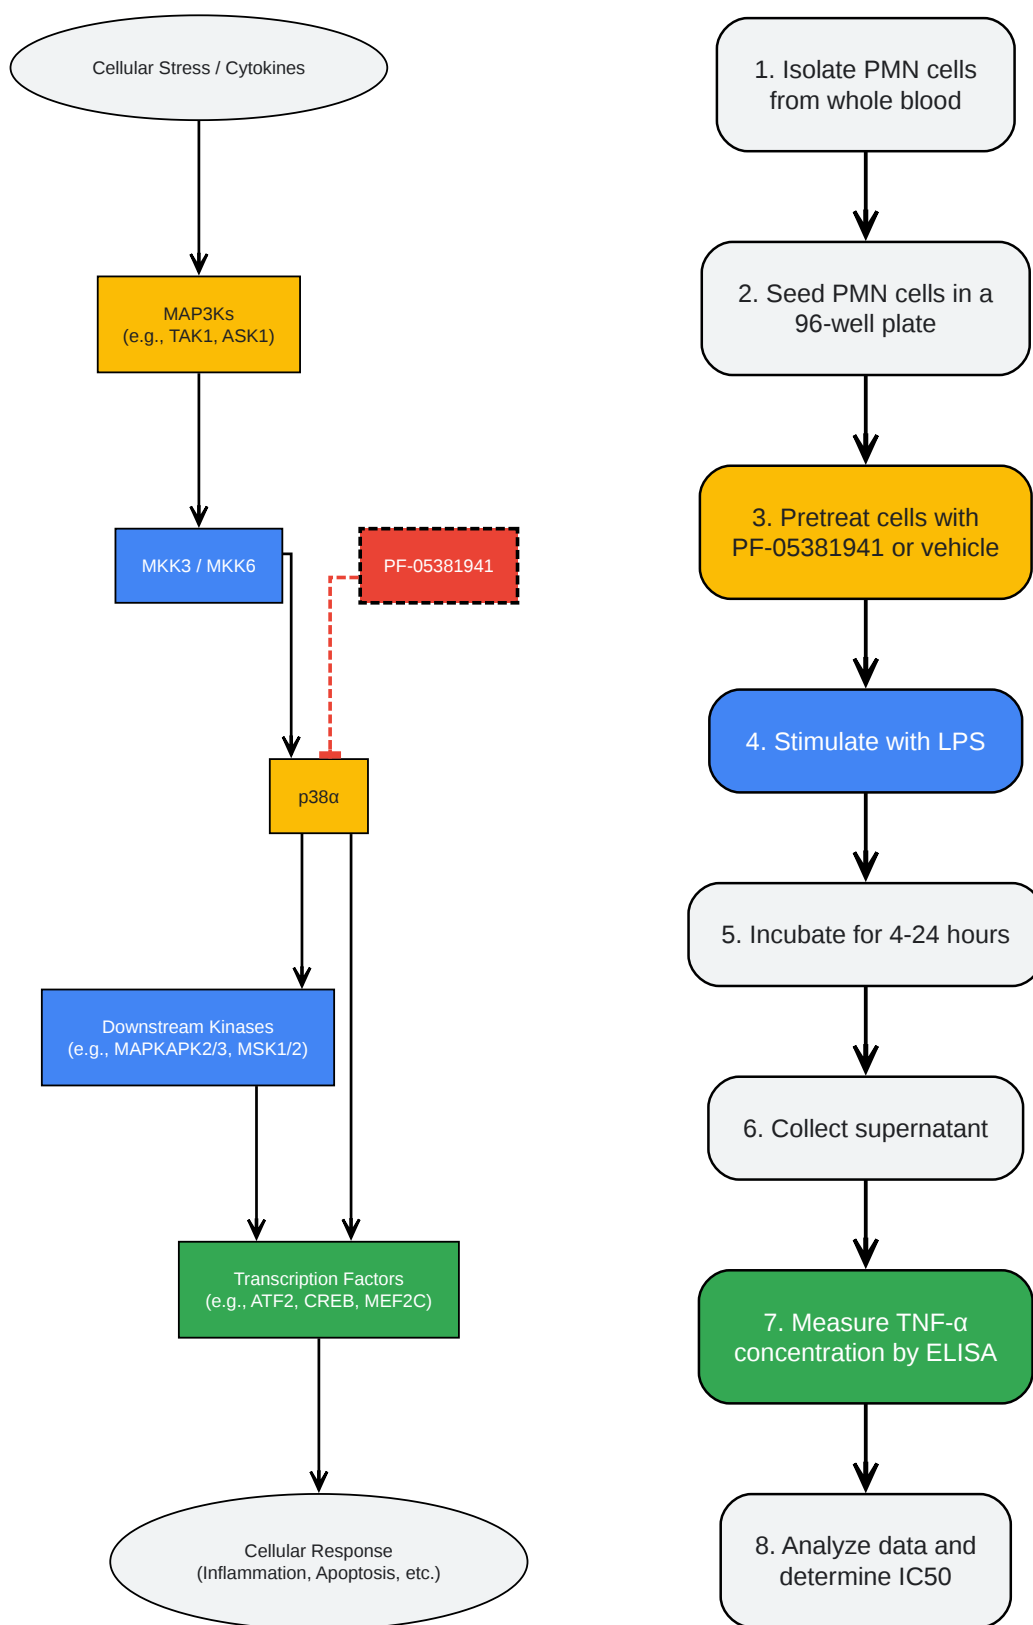 Cellular Stress / Cytokines
MAP3Ks
(e.g., TAK1, ASK1)
MKK3 / MKK6
PF-05381941
p38α
Downstream Kinases
(e.g., MAPKAPK2/3, MSK1/2)
Transcription Factors
(e.g., ATF2, CREB, MEF2C)
Cellular Response
(Inflammation, Apoptosis, etc.)
1. Isolate PMN cells
from whole blood
2. Seed PMN cells in a
96-well plate
3. Pretreat cells with
PF-05381941 or vehicle
4. Stimulate with LPS
5. Incubate for 4-24 hours
6. Collect supernatant
7. Measure TNF-α
concentration by ELISA
8. Analyze data and
determine IC50